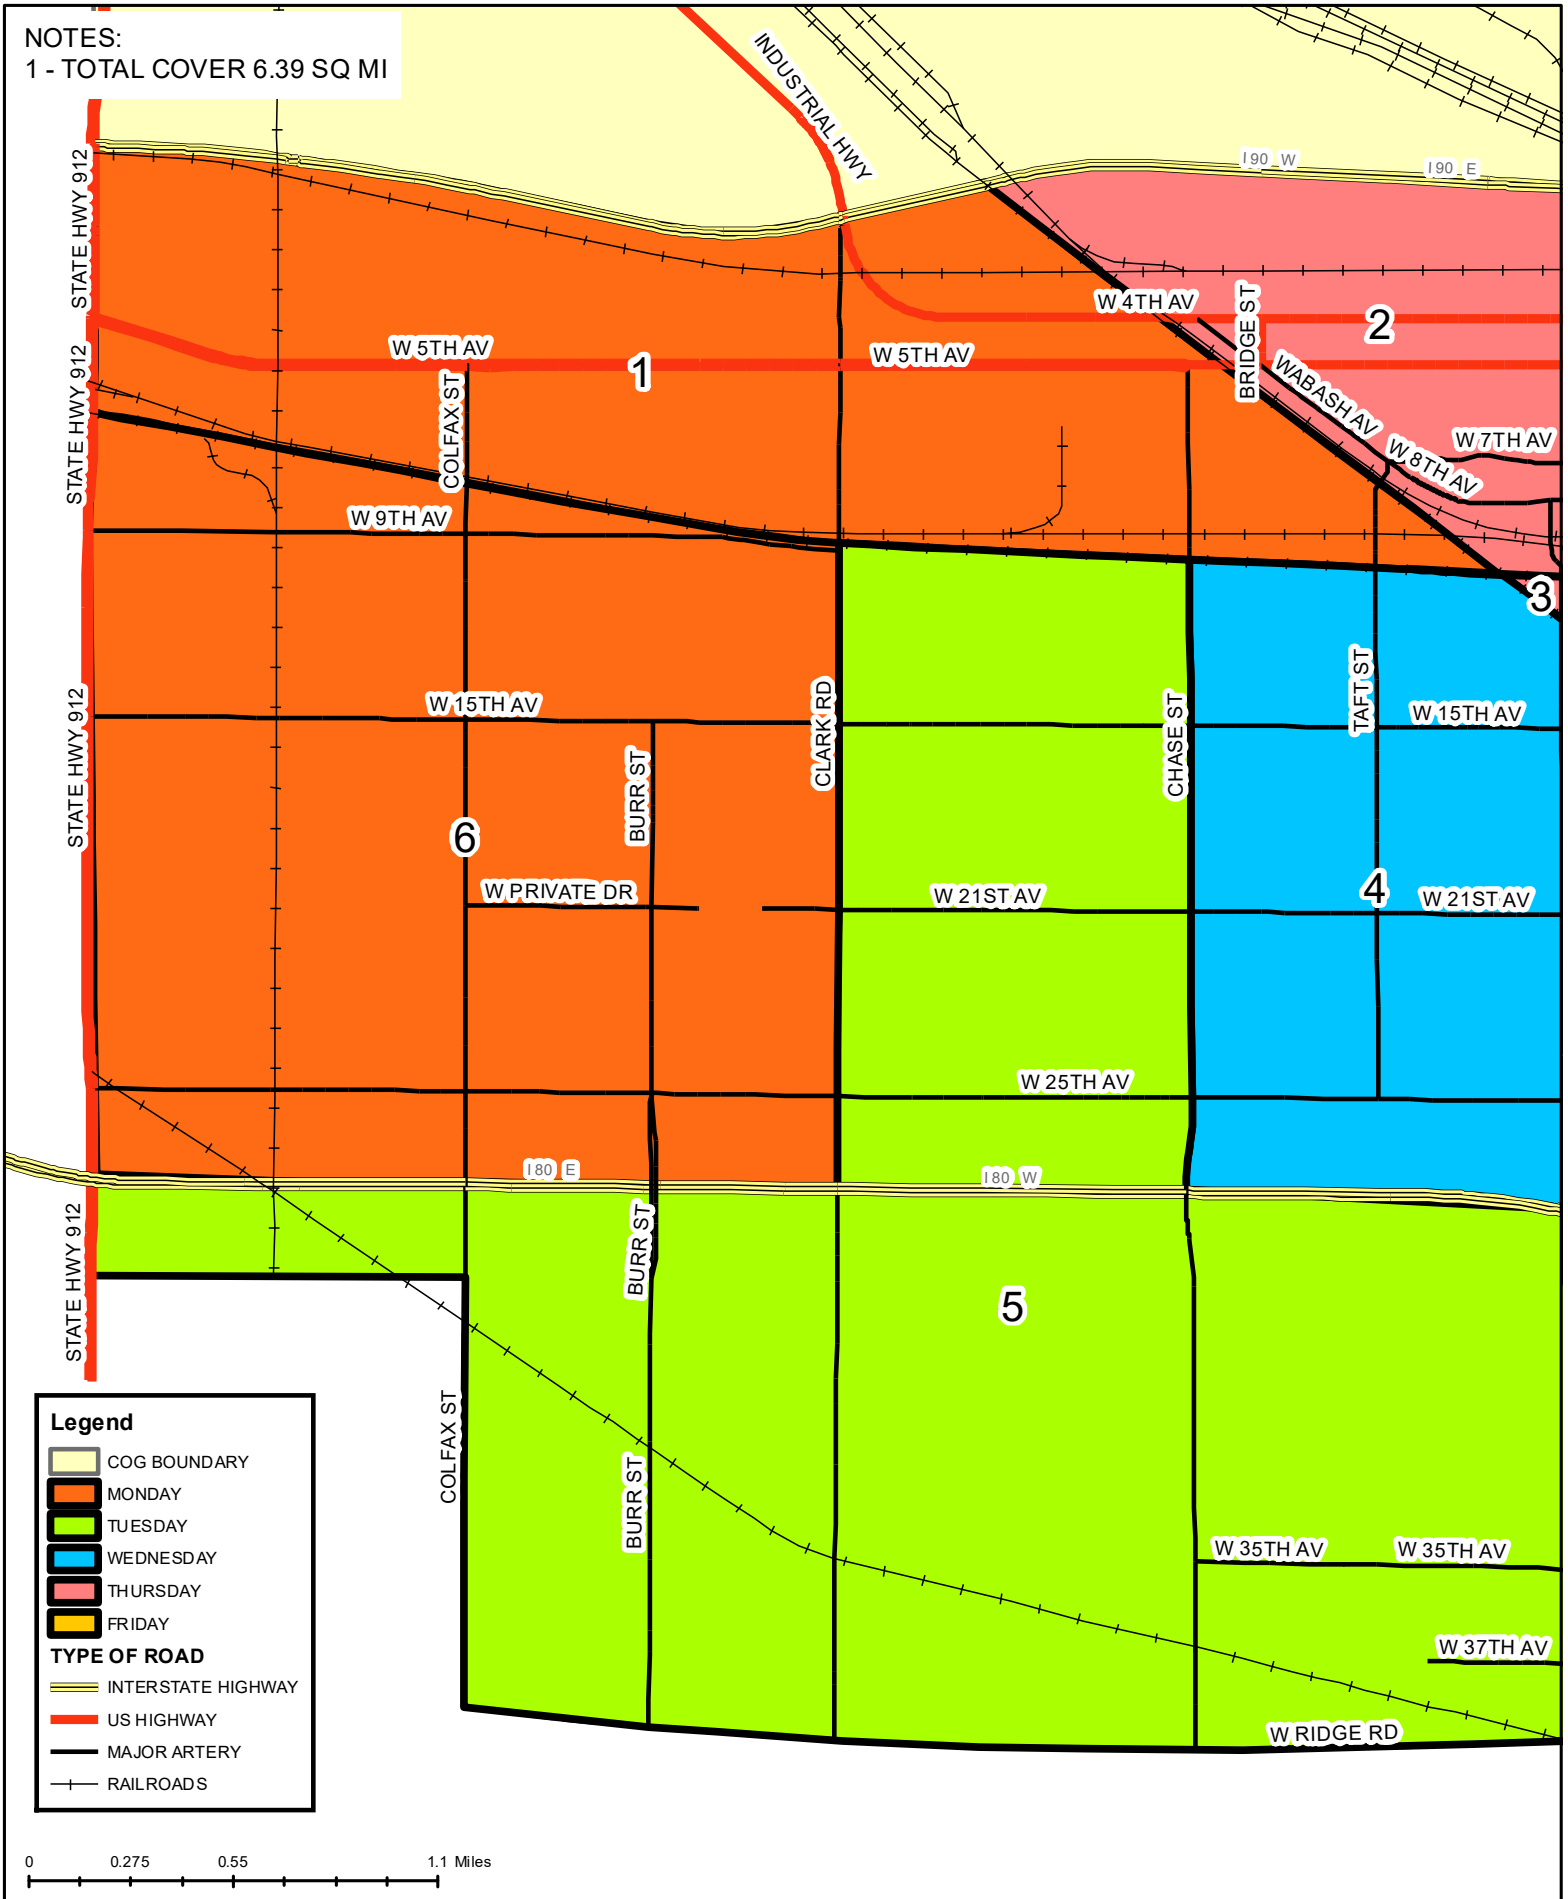 NOTES:
1 - TOTAL COVER 6.39 SQ MI
INDUSTRIAL HWY
I 90 W
I 90 E
STATE HWY 912
W 4TH AV
BRIDGE ST
2
W 5TH AV
1
W 5TH AV
STATE HWY 912
COLFAX ST
WABASH AV
W 7TH AV
W 8TH AV
W 9TH AV
3
STATE HWY 912
W 15TH AV
CLARK RD
CHASE ST
TAFT ST
W 15TH AV
BURR ST
6
W PRIVATE DR
W 21ST AV
4
W 21ST AV
W 25TH AV
I 80 E
I 80 W
STATE HWY 912
BURR ST
5
COLFAX ST
BURR ST
W 35TH AV
W 35TH AV
W 37TH AV
W RIDGE RD
Legend
COG BOUNDARY
MONDAY
TUESDAY
WEDNESDAY
THURSDAY
FRIDAY
TYPE OF ROAD
INTERSTATE HIGHWAY
US HIGHWAY
MAJOR ARTERY
RAILROADS
0 0.275 0.55 1.1 Miles